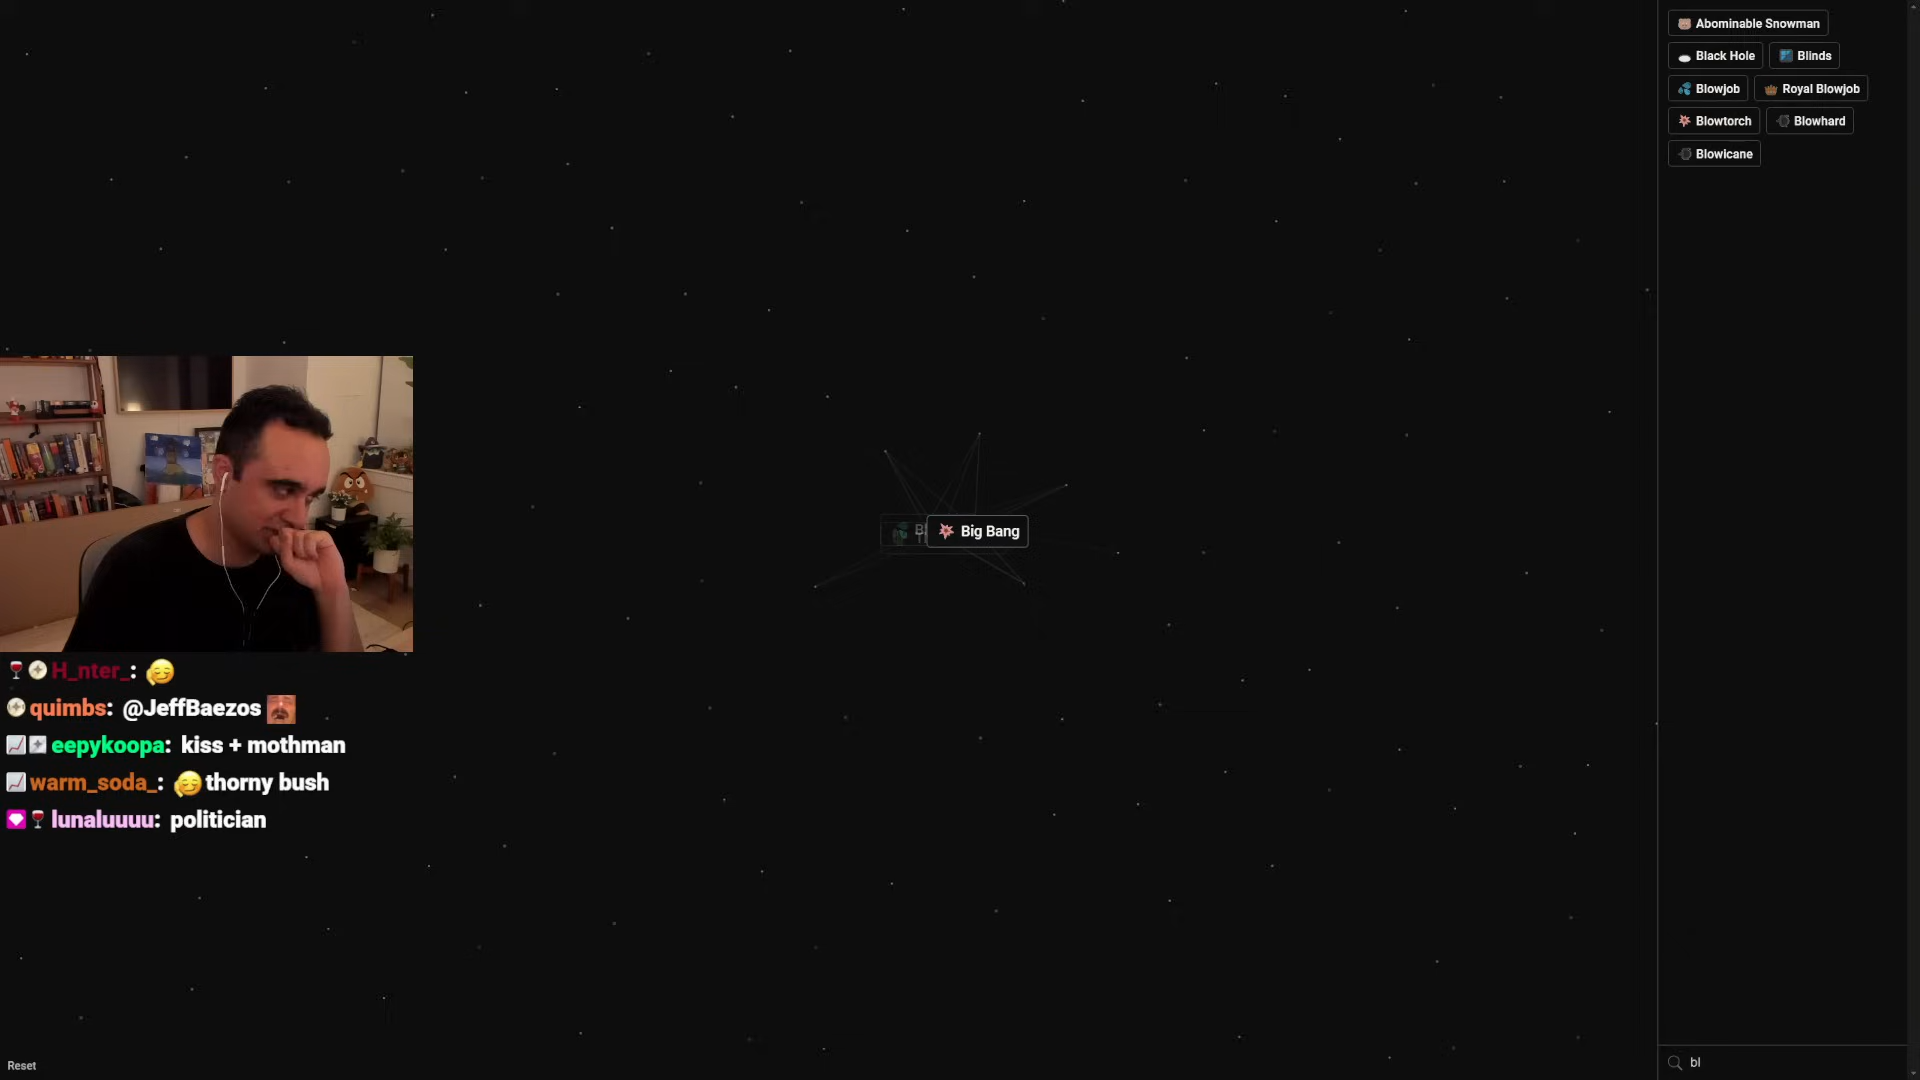 Abominable Snowman
Black Hole Blinds
Blowjob Royal Blowjob
Blowtorch Blowhard
Blowicane
Big Bang
H_nter_:
quimbs: @JeffBaezos
eepykoopa: kiss + mothman
warm_soda_: thorny bush
lunaluuuu: politician
Reset
bl